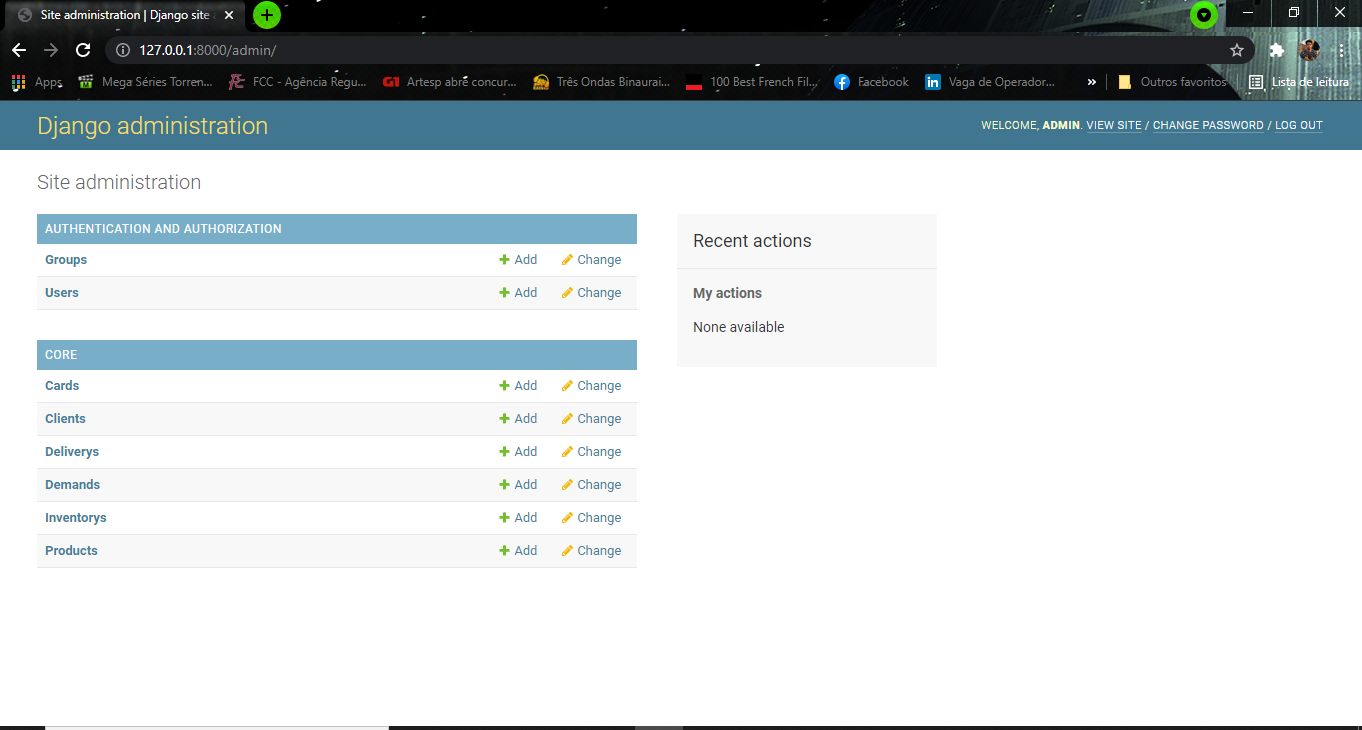 Site administration | Django site a
127.0.0.1:8000/admin/
Apps Mega Séries Torren... FCC - Agência Regu... G1 Artesp abre concur... Três Ondas Binaurai... 100 Best French Fil... Facebook in Vaga de Operador... » Outros favoritos Lista de leitura
Django administration
WELCOME, ADMIN. VIEW SITE / CHANGE PASSWORD / LOG OUT
Site administration
AUTHENTICATION AND AUTHORIZATION
Groups Add Change
Users Add Change
CORE
Cards Add Change
Clients Add Change
Deliverys Add Change
Demands Add Change
Inventorys Add Change
Products Add Change
Recent actions
My actions
None available